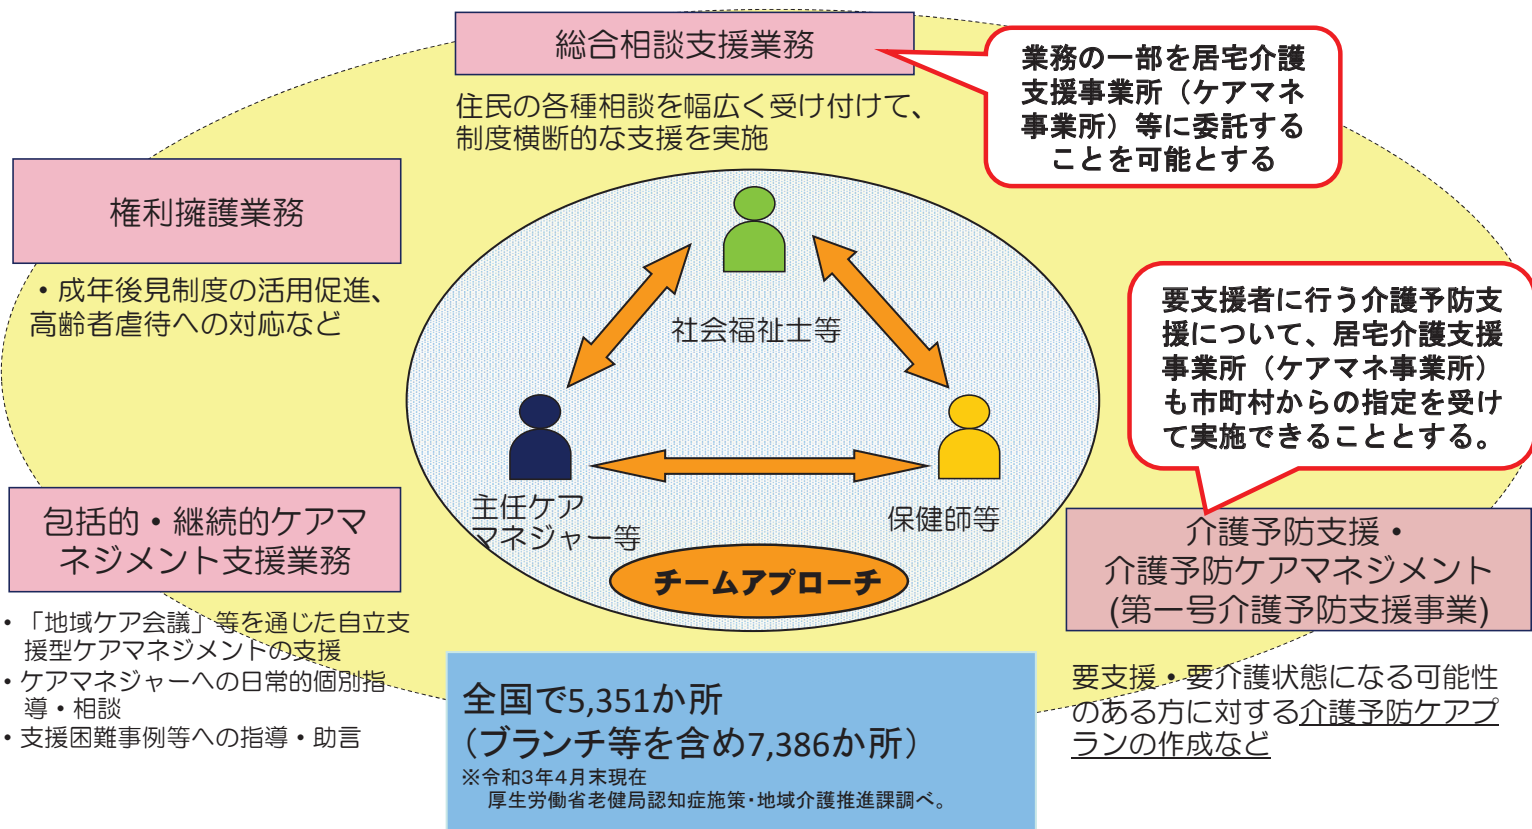 総合相談支援業務
住民の各種相談を幅広く受け付けて、
制度横断的な支援を実施
業務の一部を居宅介護
支援事業所（ケアマネ
事業所）等に委託する
ことを可能とする
権利擁護業務
・成年後見制度の活用促進、
高齢者虐待への対応など
社会福祉士等
要支援者に行う介護予防支
援について、居宅介護支援
事業所（ケアマネ事業所）
も市町村からの指定を受け
て実施できることとする。
主任ケア
マネジャー等
保健師等
チームアプローチ
包括的・継続的ケアマ
ネジメント支援業務
・「地域ケア会議」等を通じた自立支
援型ケアマネジメントの支援
・ケアマネジャーへの日常的個別指
導・相談
・支援困難事例等への指導・助言
介護予防支援・
介護予防ケアマネジメント
(第一号介護予防支援事業)
要支援・要介護状態になる可能性
のある方に対する介護予防ケアプ
ランの作成など
全国で5,351か所
（ブランチ等を含め7,386か所）
※令和3年4月末現在
厚生労働省老健局認知症施策･地域介護推進課調べ。